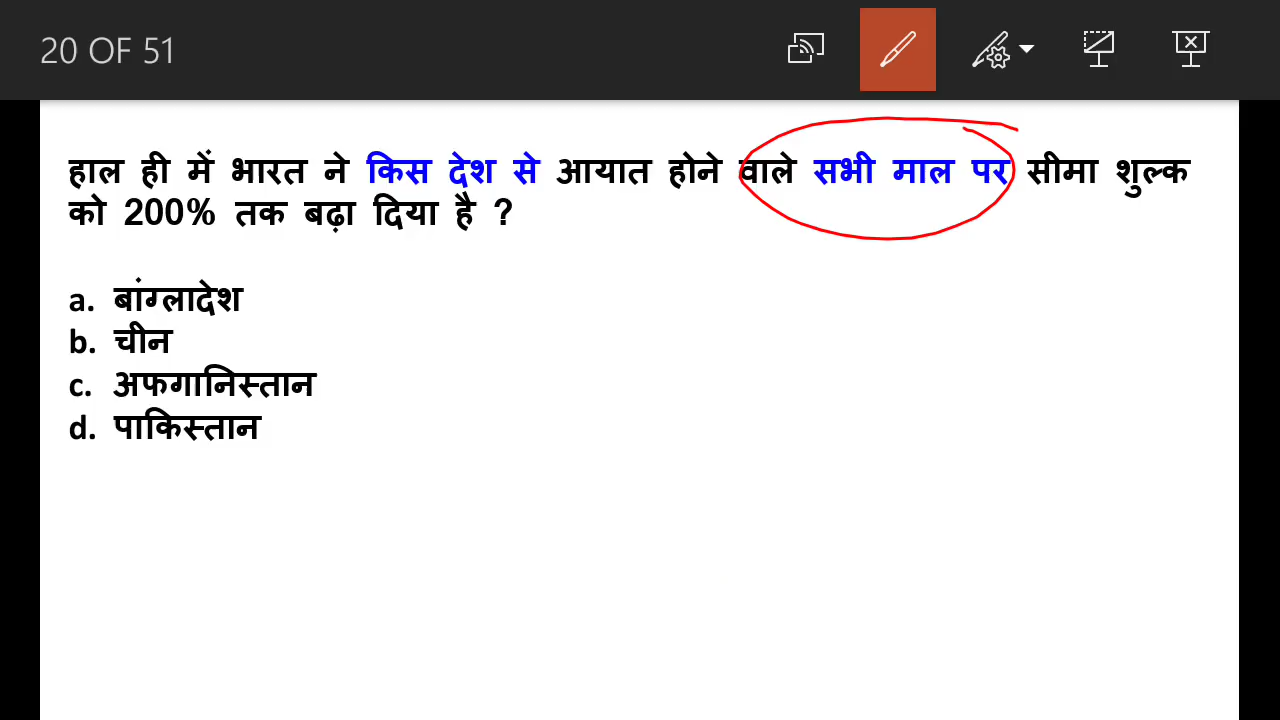 20 OF 51
हाल ही में भारत ने किस देश से आयात होने वाले सभी माल पर सीमा शुल्क
को 200% तक बढ़ा दिया है ?
a. बांग्लादेश
b. चीन
c. अफगानिस्तान
d. पाकिस्तान